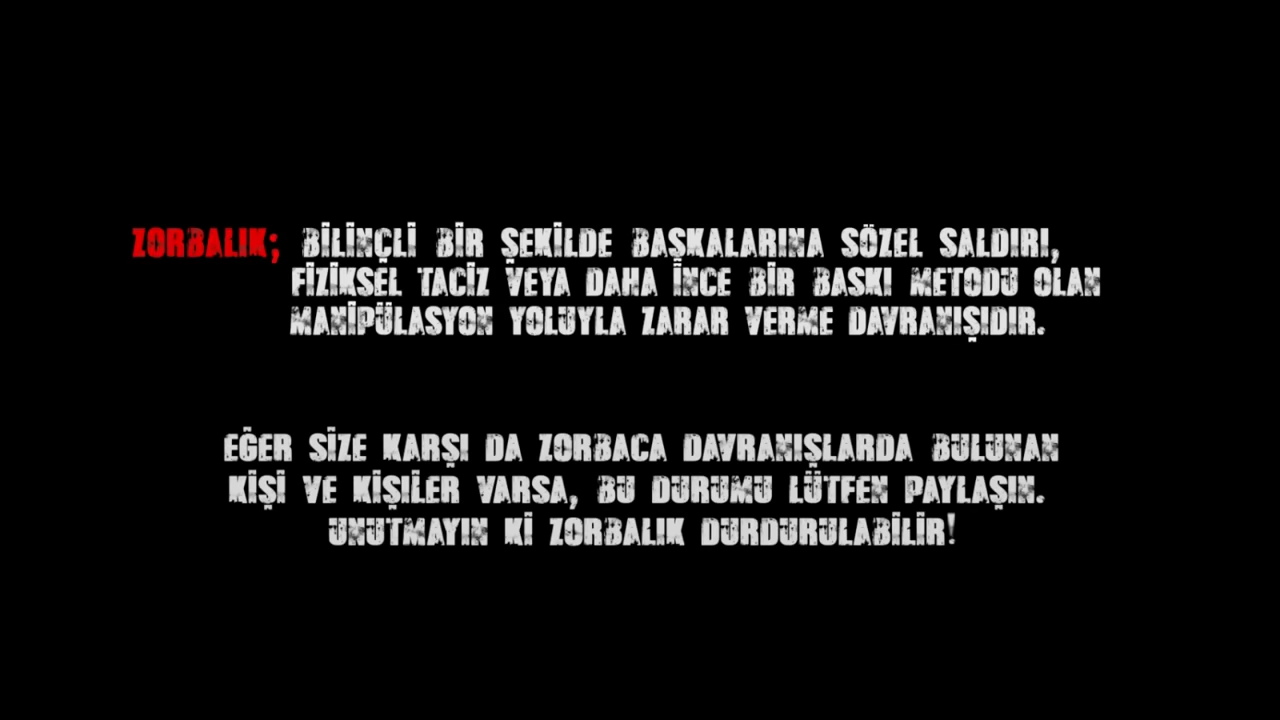 ZORBALIK; BİLİNÇLİ BİR ŞEKİLDE BAŞKALARINA SÖZEL SALDIRI,
FİZİKSEL TACİZ VEYA DAHA İNCE BİR BASKI METODU OLAN
MANİPÜLASYON YOLUYLA ZARAR VERME DAVRANIŞIDIR.
EĞER SİZE KARŞI DA ZORBACA DAVRANIŞLARDA BULUNAN
KİŞİ VE KİŞİLER VARSA, BU DURUMU LÜTFEN PAYLAŞIN.
UNUTMAYIN Kİ ZORBALIK DURDURULABİLİR!